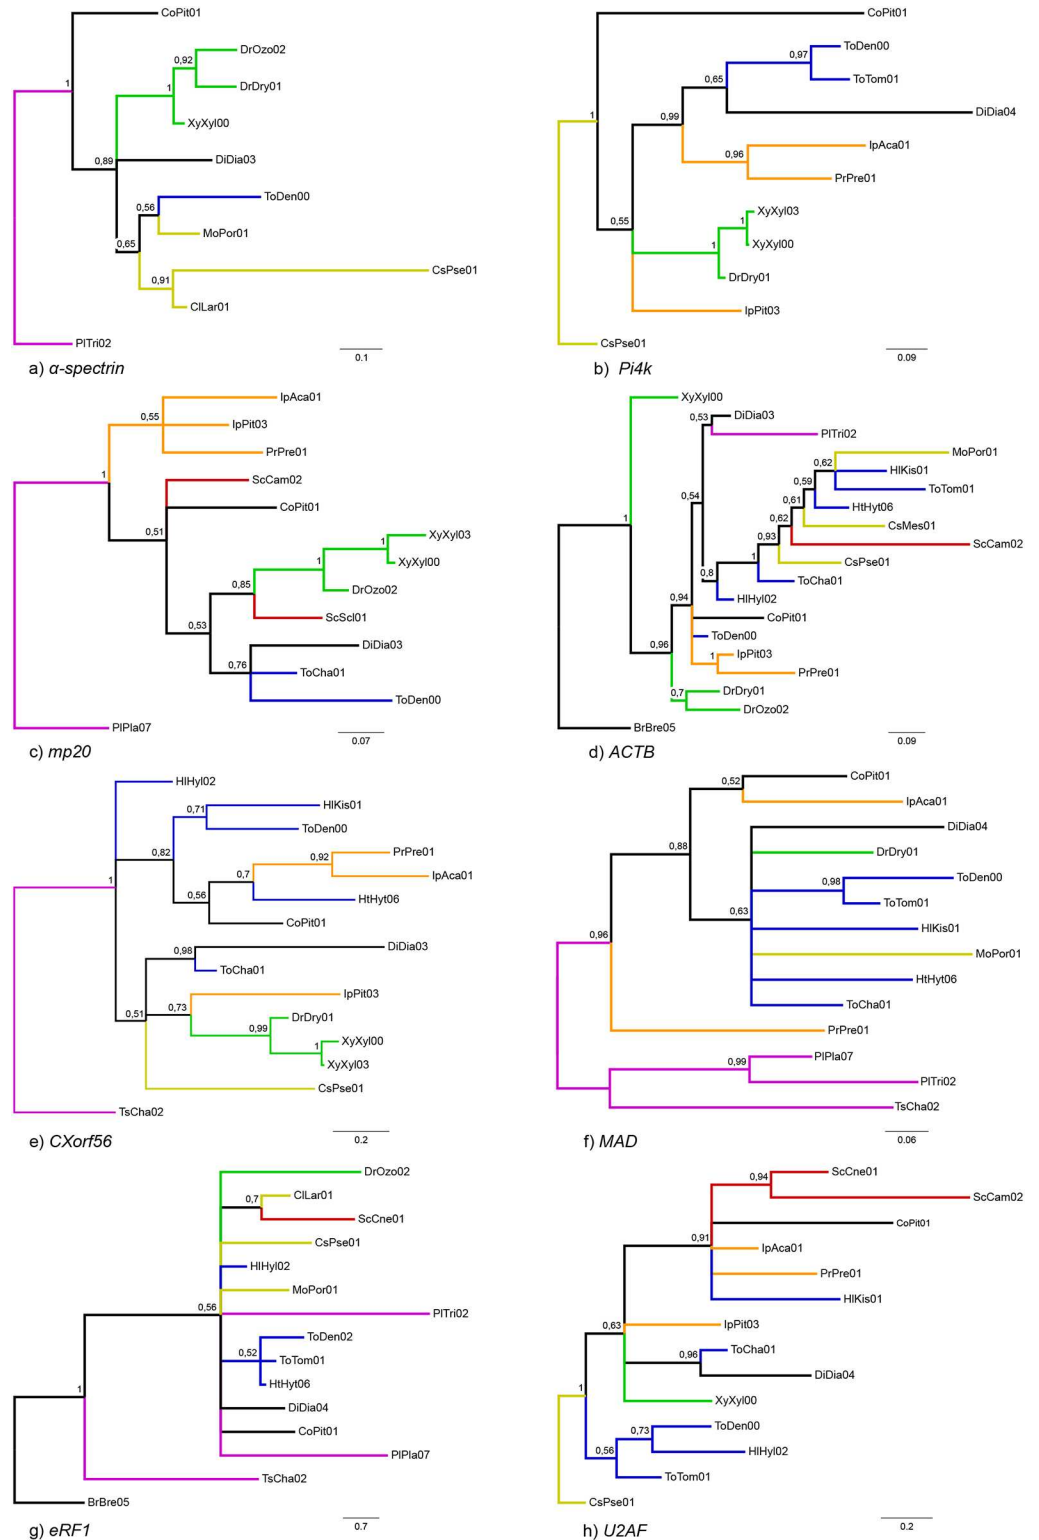 CoPit01
DrOzo02
0,92
DrDry01
1
1
XyXyl00
DiDia03
0,89
ToDen00
0,56
MoPor01
0,65
CsPse01
0,91
ClLar01
PlTri02
0.1
a) α-spectrin
CoPit01
ToDen00
0,97
ToTom01
0,65
DiDia04
1
0,99
IpAca01
0,96
PrPre01
XyXyl03
1
0,55
XyXyl00
1
DrDry01
IpPit03
CsPse01
0.09
b) Pi4k
IpAca01
0,55
IpPit03
PrPre01
1
ScCam02
CoPit01
0,51
XyXyl03
1
XyXyl00
1
0,85
DrOzo02
ScScl01
0,53
DiDia03
0,76
ToCha01
ToDen00
PlPla07
0.07
c) mp20
XyXyl00
DiDia03
0,53
PlTri02
MoPor01
0,62
HlKis01
0,59
ToTom01
0,54
0,61
HtHyt06
1
0,62
CsMes01
0,93
ScCam02
1
CsPse01
0,8
ToCha01
HlHyl02
0,94
CoPit01
ToDen00
0,96
IpPit03
1
PrPre01
DrDry01
0,7
DrOzo02
BrBre05
0.09
d) ACTB
HlHyl02
HlKis01
0,71
ToDen00
0,82
PrPre01
0,92
IpAca01
1
0,7
HtHyt06
0,56
CoPit01
DiDia03
0,98
ToCha01
IpPit03
0,73
0,51
DrDry01
0,99
XyXyl00
1
XyXyl03
CsPse01
TsCha02
0.2
e) CXorf56
CoPit01
0,52
IpAca01
DiDia04
0,88
DrDry01
ToDen00
0,98
ToTom01
0,63
HlKis01
0,96
MoPor01
HtHyt06
ToCha01
PrPre01
PlPla07
0,99
PlTri02
TsCha02
0.06
f) MAD
DrOzo02
ClLar01
0,7
ScCne01
CsPse01
HlHyl02
MoPor01
0,56
PlTri02
ToDen02
0,52
ToTom01
HtHyt06
1
DiDia04
CoPit01
PlPla07
TsCha02
BrBre05
0.7
g) eRF1
ScCne01
0,94
ScCam02
CoPit01
0,91
IpAca01
PrPre01
HlKis01
IpPit03
0,63
ToCha01
0,96
DiDia04
1
XyXyl00
ToDen00
0,73
HlHyl02
0,56
ToTom01
CsPse01
0.2
h) U2AF